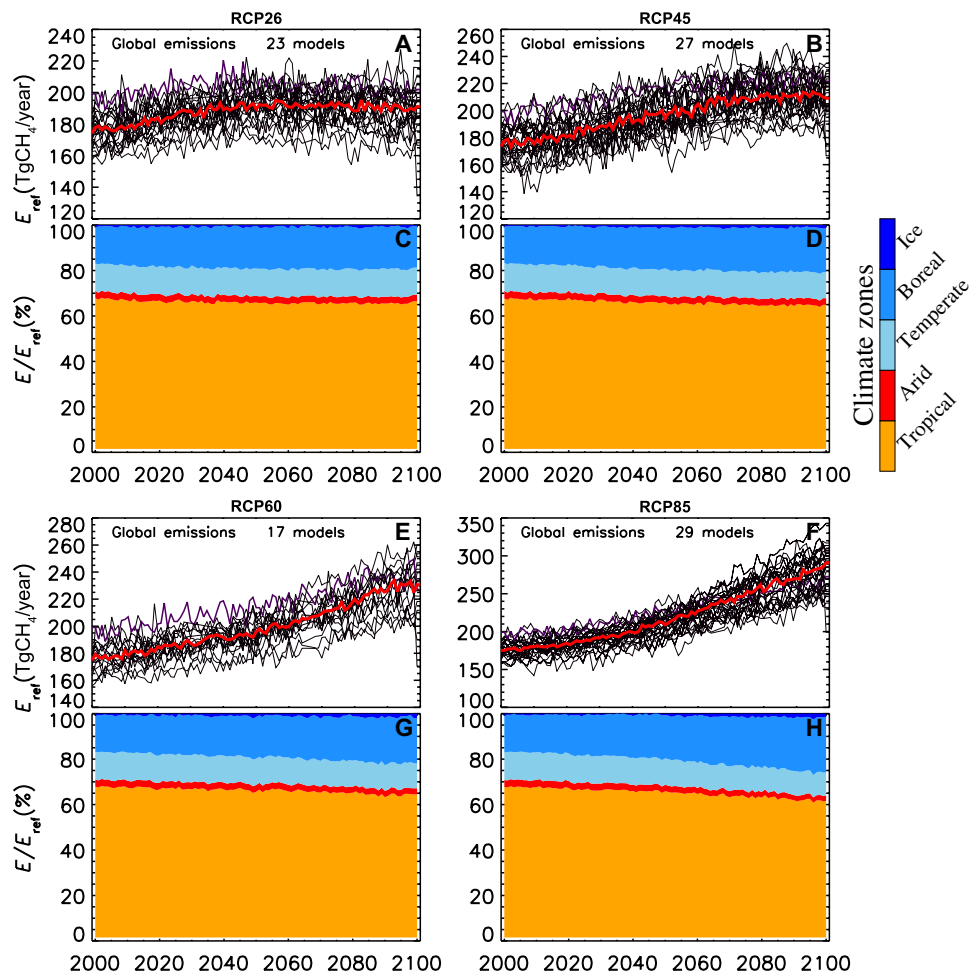 RCP26
RCP45
Global emissions 23 models A
Global emissions 27 models B
E_ref(TgCH_4/year)
240
220
200
180
160
140
120
260
240
220
200
180
160
140
120
C
D
E/E_ref(%)
100
80
60
40
20
0
100
80
60
40
20
0
2000 2020 2040 2060 2080 2100
2000 2020 2040 2060 2080 2100
Climate zones
Ice
Boreal
Temperate
Arid
Tropical
RCP60
RCP85
Global emissions 17 models E
Global emissions 29 models F
E_ref(TgCH_4/year)
280
260
240
220
200
180
160
140
350
300
250
200
150
100
G
H
E/E_ref(%)
100
80
60
40
20
0
100
80
60
40
20
0
2000 2020 2040 2060 2080 2100
2000 2020 2040 2060 2080 2100